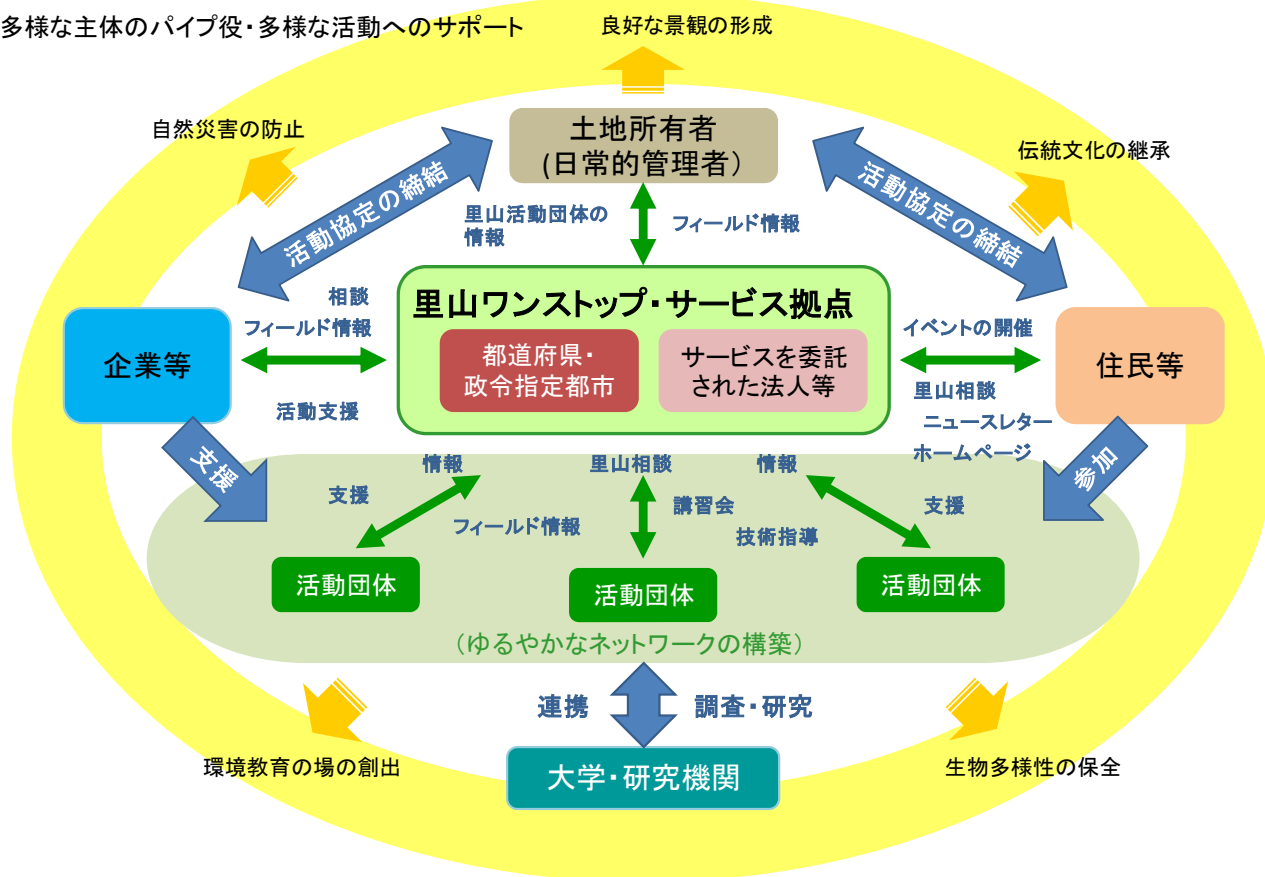 多様な主体のパイプ役・多様な活動へのサポート
良好な景観の形成
自然災害の防止
伝統文化の継承
土地所有者
(日常的管理者）
活動協定の締結
活動協定の締結
里山活動団体の
情報
フィールド情報
里山ワンストップ・サービス拠点
都道府県・
政令指定都市
サービスを委託
された法人等
相談
フィールド情報
活動支援
企業等
イベントの開催
里山相談
ニュースレター
ホームページ
住民等
支援
参加
情報
支援
フィールド情報
里山相談
講習会
技術指導
情報
支援
活動団体
活動団体
活動団体
（ゆるやかなネットワークの構築）
連携
調査・研究
大学・研究機関
環境教育の場の創出
生物多様性の保全